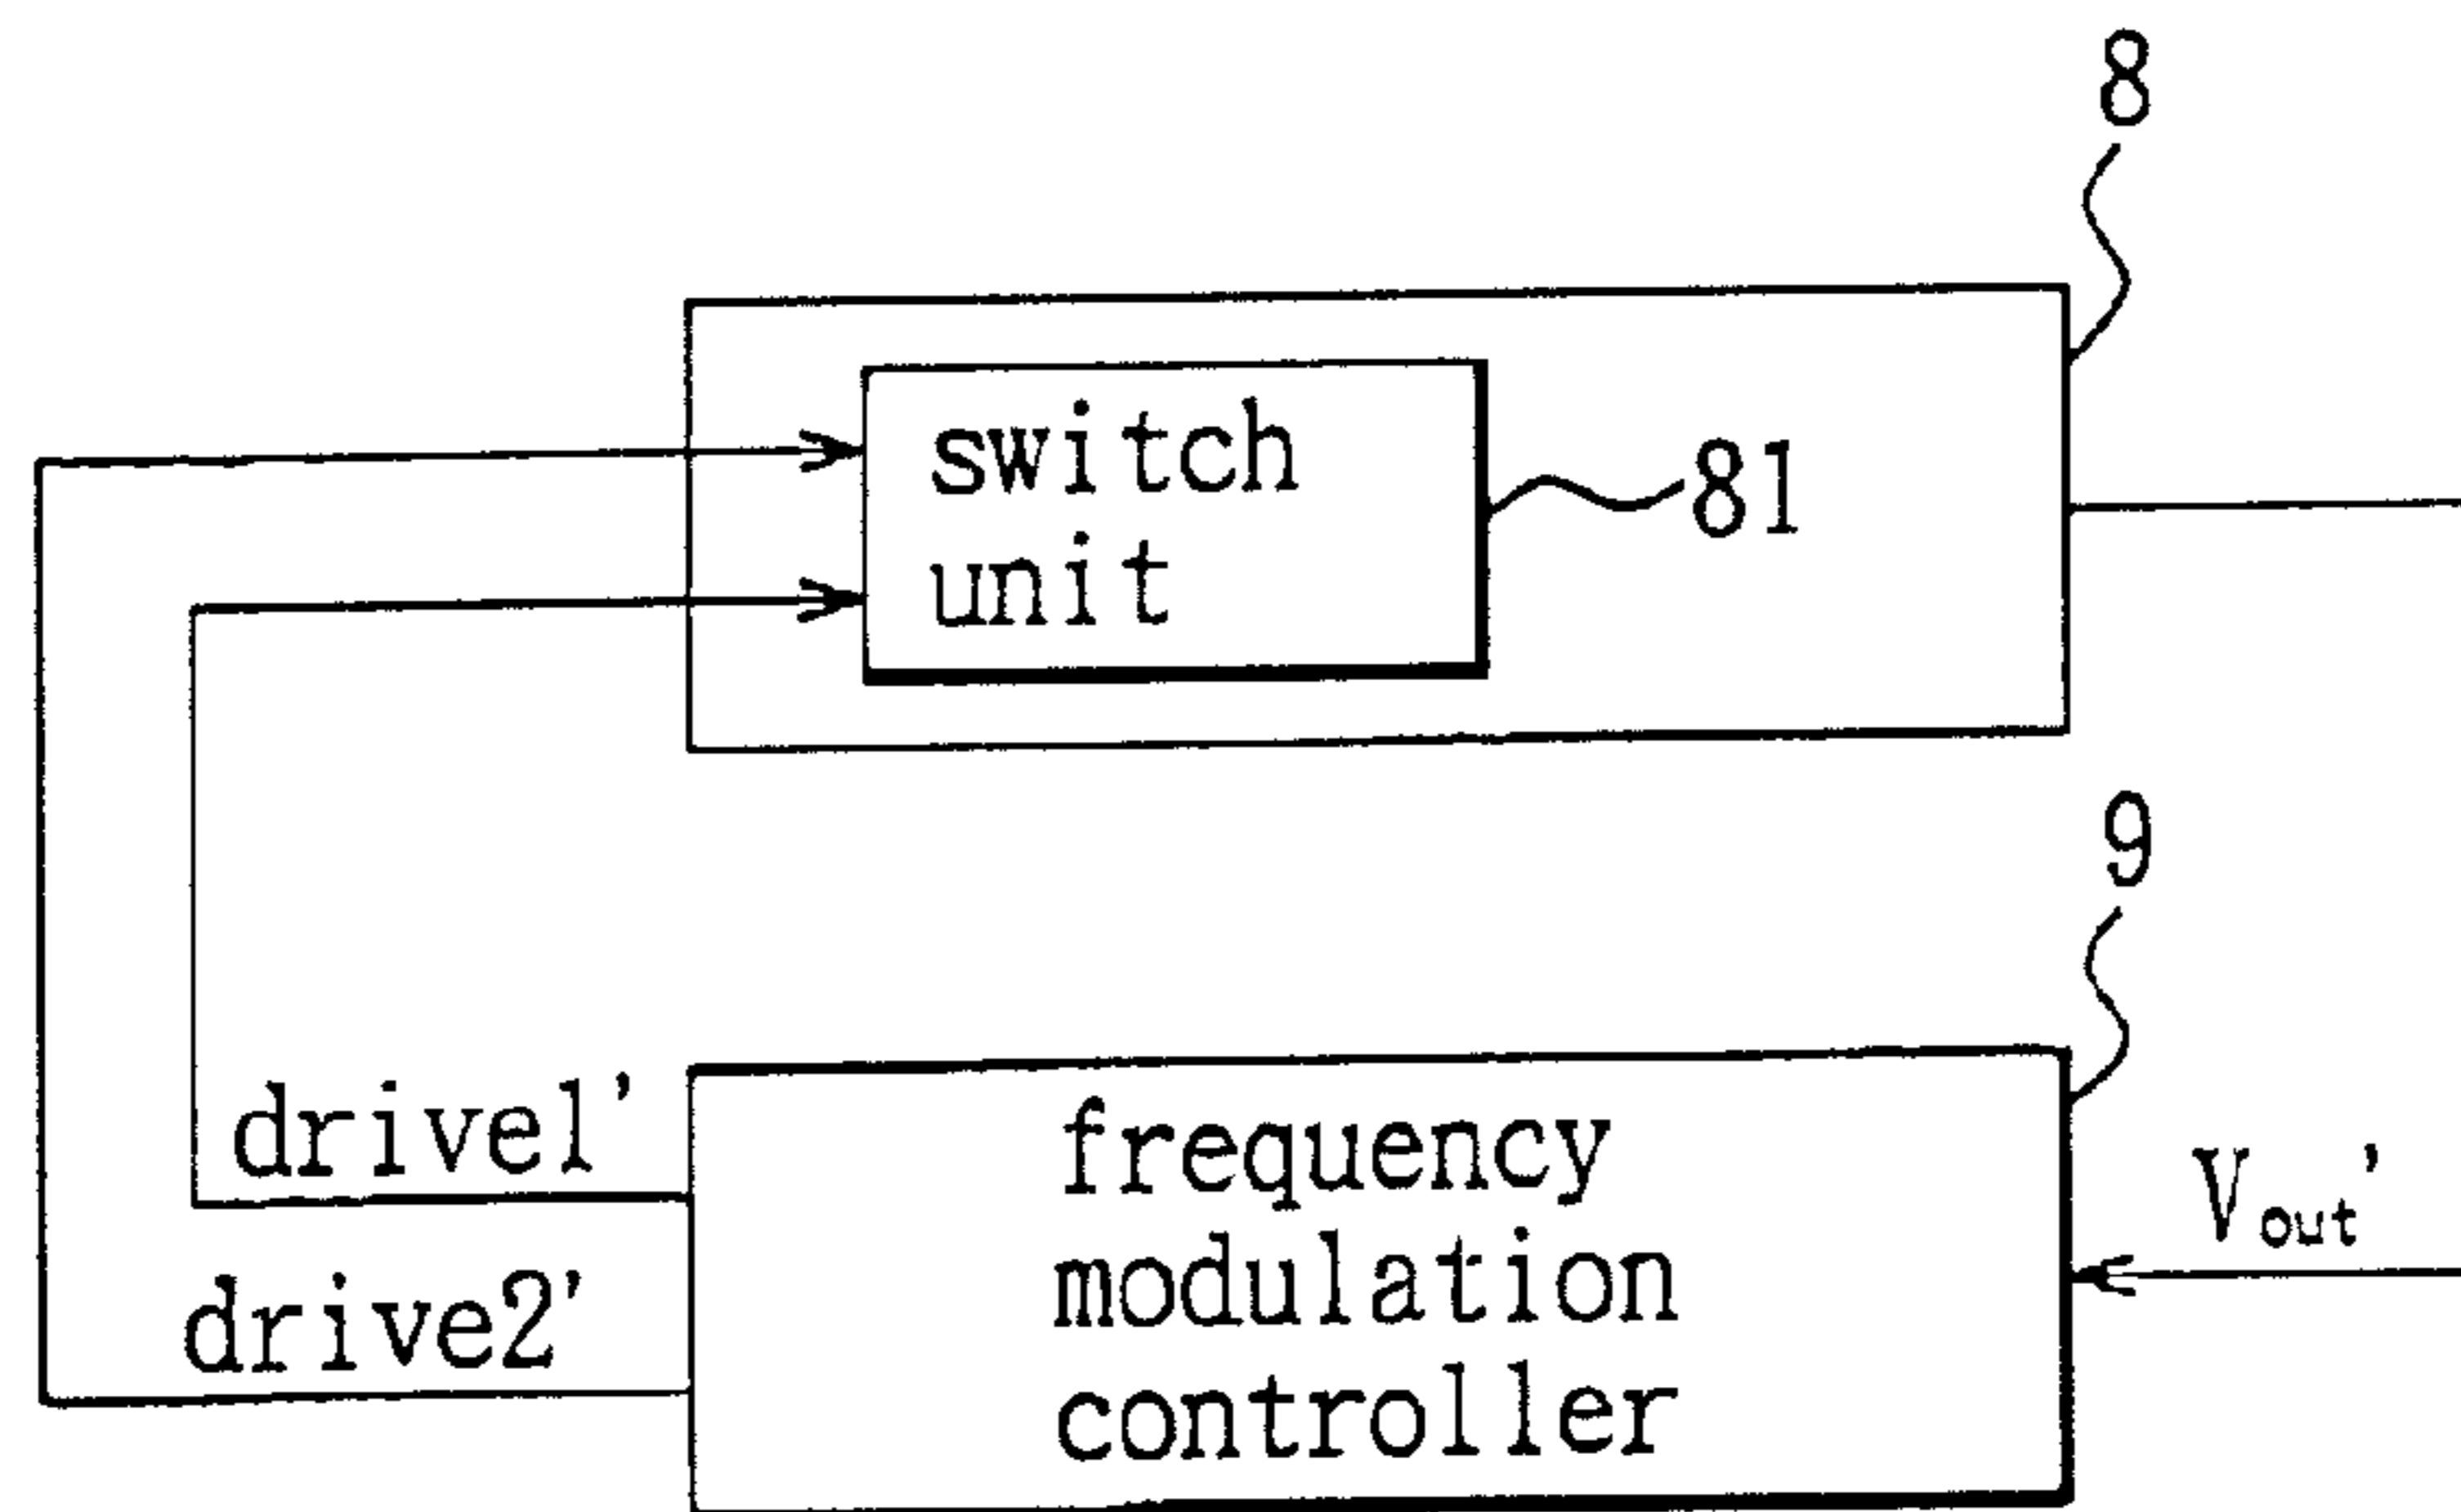 8
switch
unit
81
9
drive1'
frequency
modulation
controller
Vout'
drive2'